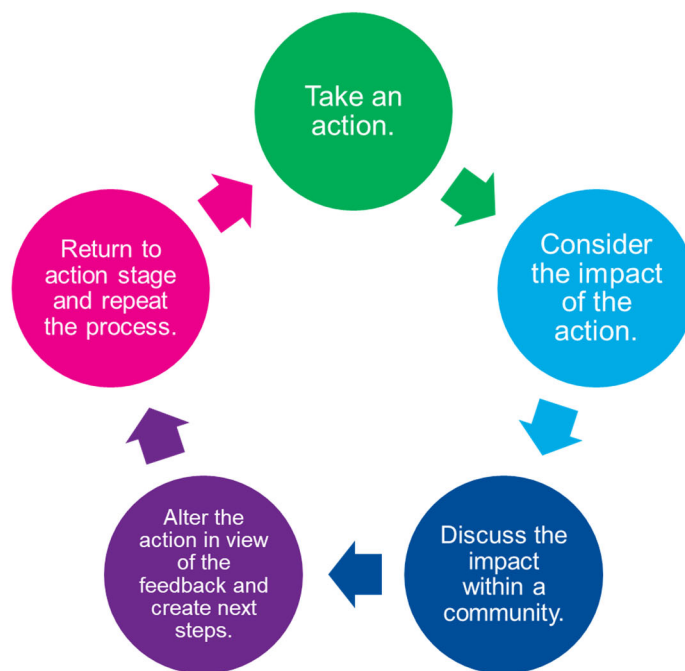 Take an
action.
Consider
the impact
of the
action.
Discuss the
impact
within a
community.
Alter the
action in view
of the
feedback and
create next
steps.
Return to
action stage
and repeat
the process.